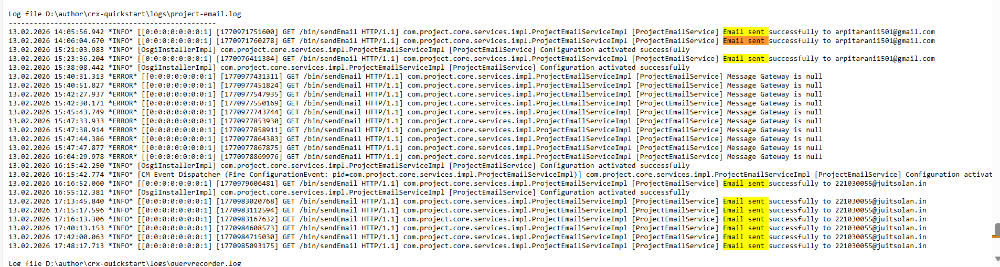 Log file D:\author\crx-quickstart\logs\project-email.log
-----------------------------------------------
13.02.2026 14:05:56.942 *INFO* [[0:0:0:0:0:0:0:1] [1770971751600] GET /bin/sendEmail HTTP/1.1] com.project.core.services.impl.ProjectEmailServiceImpl [ProjectEmailService] Email sent successfully to arpitarani1501@gmail.com
13.02.2026 14:06:04.670 *INFO* [[0:0:0:0:0:0:0:1] [1770971760278] GET /bin/sendEmail HTTP/1.1] com.project.core.services.impl.ProjectEmailServiceImpl [ProjectEmailService] Email sent successfully to arpitarani1501@gmail.com
13.02.2026 15:21:03.983 *INFO* [OsgiInstallerImpl] com.project.core.services.impl.ProjectEmailServiceImpl [ProjectEmailService] Configuration activated successfully
13.02.2026 15:23:36.204 *INFO* [[0:0:0:0:0:0:0:1] [1770976411384] GET /bin/sendEmail HTTP/1.1] com.project.core.services.impl.ProjectEmailServiceImpl [ProjectEmailService] Email sent successfully to arpitarani1501@gmail.com
13.02.2026 15:38:08.442 *INFO* [OsgiInstallerImpl] com.project.core.services.impl.ProjectEmailServiceImpl [ProjectEmailService] Configuration activated successfully
13.02.2026 15:40:31.313 *ERROR* [[0:0:0:0:0:0:0:1] [1770977431311] GET /bin/sendEmail HTTP/1.1] com.project.core.services.impl.ProjectEmailServiceImpl [ProjectEmailService] Message Gateway is null
13.02.2026 15:40:51.827 *ERROR* [[0:0:0:0:0:0:0:1] [1770977451824] GET /bin/sendEmail HTTP/1.1] com.project.core.services.impl.ProjectEmailServiceImpl [ProjectEmailService] Message Gateway is null
13.02.2026 15:42:27.937 *ERROR* [[0:0:0:0:0:0:0:1] [1770977547935] GET /bin/sendEmail HTTP/1.1] com.project.core.services.impl.ProjectEmailServiceImpl [ProjectEmailService] Message Gateway is null
13.02.2026 15:42:30.171 *ERROR* [[0:0:0:0:0:0:0:1] [1770977550169] GET /bin/sendEmail HTTP/1.1] com.project.core.services.impl.ProjectEmailServiceImpl [ProjectEmailService] Message Gateway is null
13.02.2026 15:45:43.749 *ERROR* [[0:0:0:0:0:0:0:1] [1770977743744] GET /bin/sendEmail HTTP/1.1] com.project.core.services.impl.ProjectEmailServiceImpl [ProjectEmailService] Message Gateway is null
13.02.2026 15:47:33.933 *ERROR* [[0:0:0:0:0:0:0:1] [1770977853930] GET /bin/sendEmail HTTP/1.1] com.project.core.services.impl.ProjectEmailServiceImpl [ProjectEmailService] Message Gateway is null
13.02.2026 15:47:38.914 *ERROR* [[0:0:0:0:0:0:0:1] [1770977858911] GET /bin/sendEmail HTTP/1.1] com.project.core.services.impl.ProjectEmailServiceImpl [ProjectEmailService] Message Gateway is null
13.02.2026 15:47:44.386 *ERROR* [[0:0:0:0:0:0:0:1] [1770977864383] GET /bin/sendEmail HTTP/1.1] com.project.core.services.impl.ProjectEmailServiceImpl [ProjectEmailService] Message Gateway is null
13.02.2026 15:47:47.877 *ERROR* [[0:0:0:0:0:0:0:1] [1770977867875] GET /bin/sendEmail HTTP/1.1] com.project.core.services.impl.ProjectEmailServiceImpl [ProjectEmailService] Message Gateway is null
13.02.2026 16:04:29.978 *ERROR* [[0:0:0:0:0:0:0:1] [1770978869976] GET /bin/sendEmail HTTP/1.1] com.project.core.services.impl.ProjectEmailServiceImpl [ProjectEmailService] Message Gateway is null
13.02.2026 16:15:42.250 *INFO* [OsgiInstallerImpl] com.project.core.services.impl.ProjectEmailServiceImpl [ProjectEmailService] Configuration activated successfully
13.02.2026 16:15:42.774 *INFO* [CM Event Dispatcher (Fire ConfigurationEvent: pid=com.project.core.services.impl.ProjectEmailServiceImpl)] com.project.core.services.impl.ProjectEmailServiceImpl [ProjectEmailService] Configuration activat
13.02.2026 16:16:52.060 *INFO* [[0:0:0:0:0:0:0:1] [1770979606481] GET /bin/sendEmail HTTP/1.1] com.project.core.services.impl.ProjectEmailServiceImpl [ProjectEmailService] Email sent successfully to 221030055@juitsolan.in
13.02.2026 16:55:12.381 *INFO* [OsgiInstallerImpl] com.project.core.services.impl.ProjectEmailServiceImpl [ProjectEmailService] Configuration activated successfully
13.02.2026 17:13:45.840 *INFO* [[0:0:0:0:0:0:0:1] [1770983020768] GET /bin/sendEmail HTTP/1.1] com.project.core.services.impl.ProjectEmailServiceImpl [ProjectEmailService] Email sent successfully to 221030055@juitsolan.in
13.02.2026 17:15:17.596 *INFO* [[0:0:0:0:0:0:0:1] [1770983112594] GET /bin/sendEmail HTTP/1.1] com.project.core.services.impl.ProjectEmailServiceImpl [ProjectEmailService] Email sent successfully to 221030055@juitsolan.in
13.02.2026 17:16:13.306 *INFO* [[0:0:0:0:0:0:0:1] [1770983167632] GET /bin/sendEmail HTTP/1.1] com.project.core.services.impl.ProjectEmailServiceImpl [ProjectEmailService] Email sent successfully to 221030055@juitsolan.in
13.02.2026 17:40:13.153 *INFO* [[0:0:0:0:0:0:0:1] [1770984608573] GET /bin/sendEmail HTTP/1.1] com.project.core.services.impl.ProjectEmailServiceImpl [ProjectEmailService] Email sent successfully to 221030055@juitsolan.in
13.02.2026 17:42:00.063 *INFO* [[0:0:0:0:0:0:0:1] [1770984715030] GET /bin/sendEmail HTTP/1.1] com.project.core.services.impl.ProjectEmailServiceImpl [ProjectEmailService] Email sent successfully to 221030055@juitsolan.in
13.02.2026 17:48:17.713 *INFO* [[0:0:0:0:0:0:0:1] [1770985093175] GET /bin/sendEmail HTTP/1.1] com.project.core.services.impl.ProjectEmailServiceImpl [ProjectEmailService] Email sent successfully to 221030055@juitsolan.in
Log file D:\author\crx-quickstart\logs\queryrecorder.log